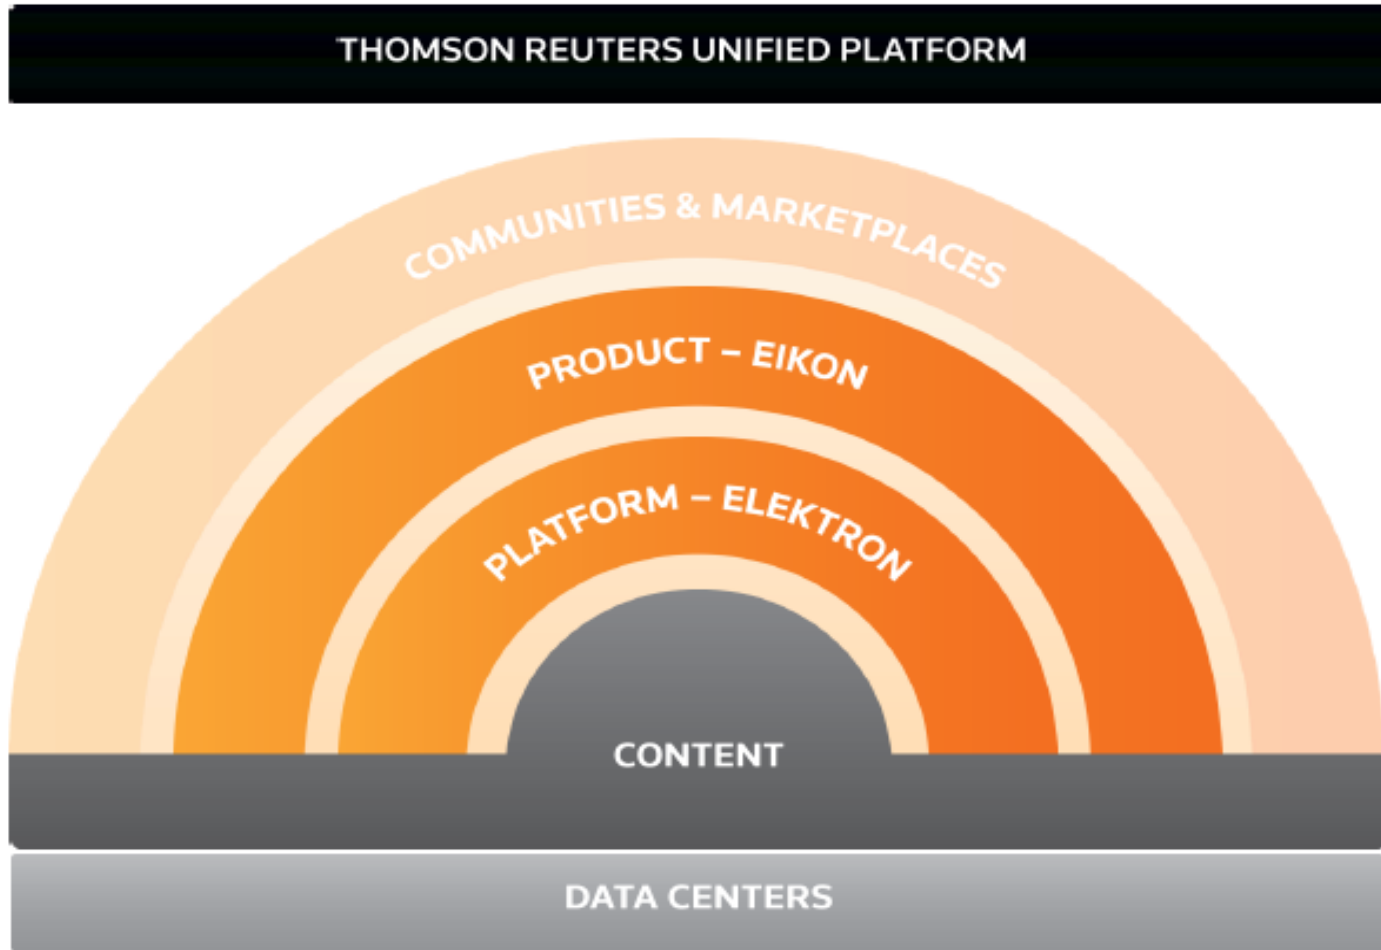 THOMSON REUTERS UNIFIED PLATFORM
COMMUNITIES & MARKETPLACES
PRODUCT – EIKON
PLATFORM – ELEKTRON
CONTENT
DATA CENTERS